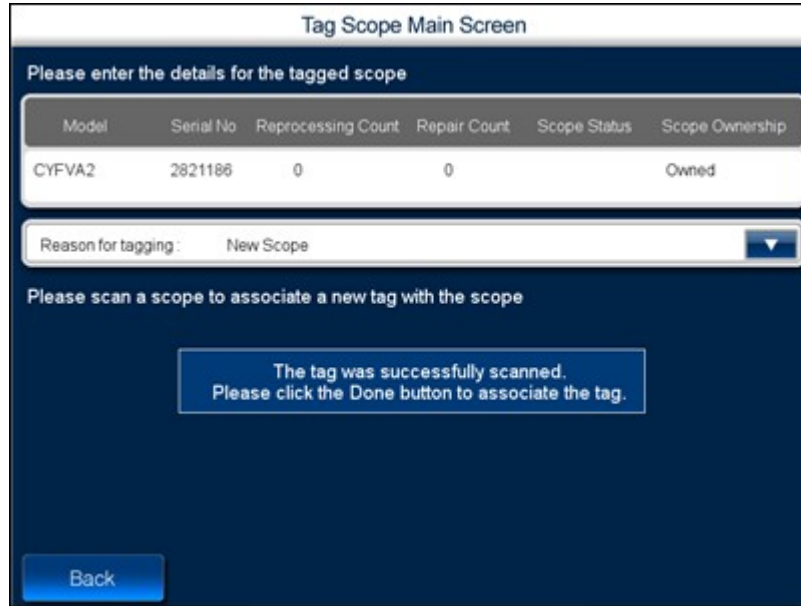 Tag Scope Main Screen
Please enter the details for the tagged scope
Model Serial No Reprocessing Count Repair Count Scope Status Scope Ownership
CYFVA2 2821186 0 0 Owned
Reason for tagging : New Scope
Please scan a scope to associate a new tag with the scope
The tag was successfully scanned.
Please click the Done button to associate the tag.
Back